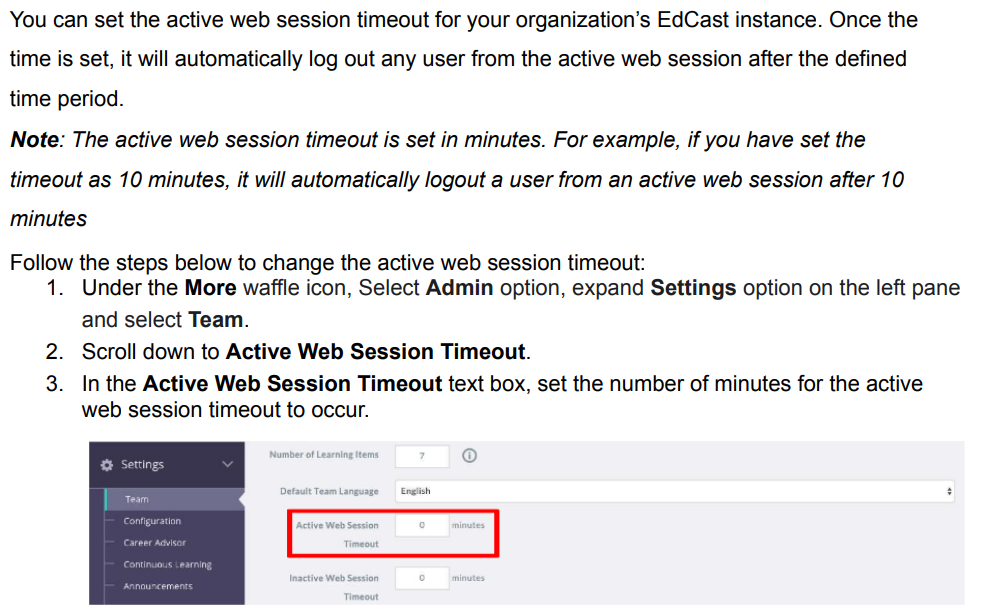 You can set the active web session timeout for your organization’s EdCast instance. Once the
time is set, it will automatically log out any user from the active web session after the defined
time period.
Note: The active web session timeout is set in minutes. For example, if you have set the
timeout as 10 minutes, it will automatically logout a user from an active web session after 10
minutes
Follow the steps below to change the active web session timeout:
1. Under the More waffle icon, Select Admin option, expand Settings option on the left pane
and select Team.
2. Scroll down to Active Web Session Timeout.
3. In the Active Web Session Timeout text box, set the number of minutes for the active
web session timeout to occur.
Settings
Team
Configuration
Career Advisor
Continuous Learning
Announcements
Number of Learning Items 7 i
Default Team Language English
Active Web Session 0 minutes
Timeout
Inactive Web Session 0 minutes
Timeout